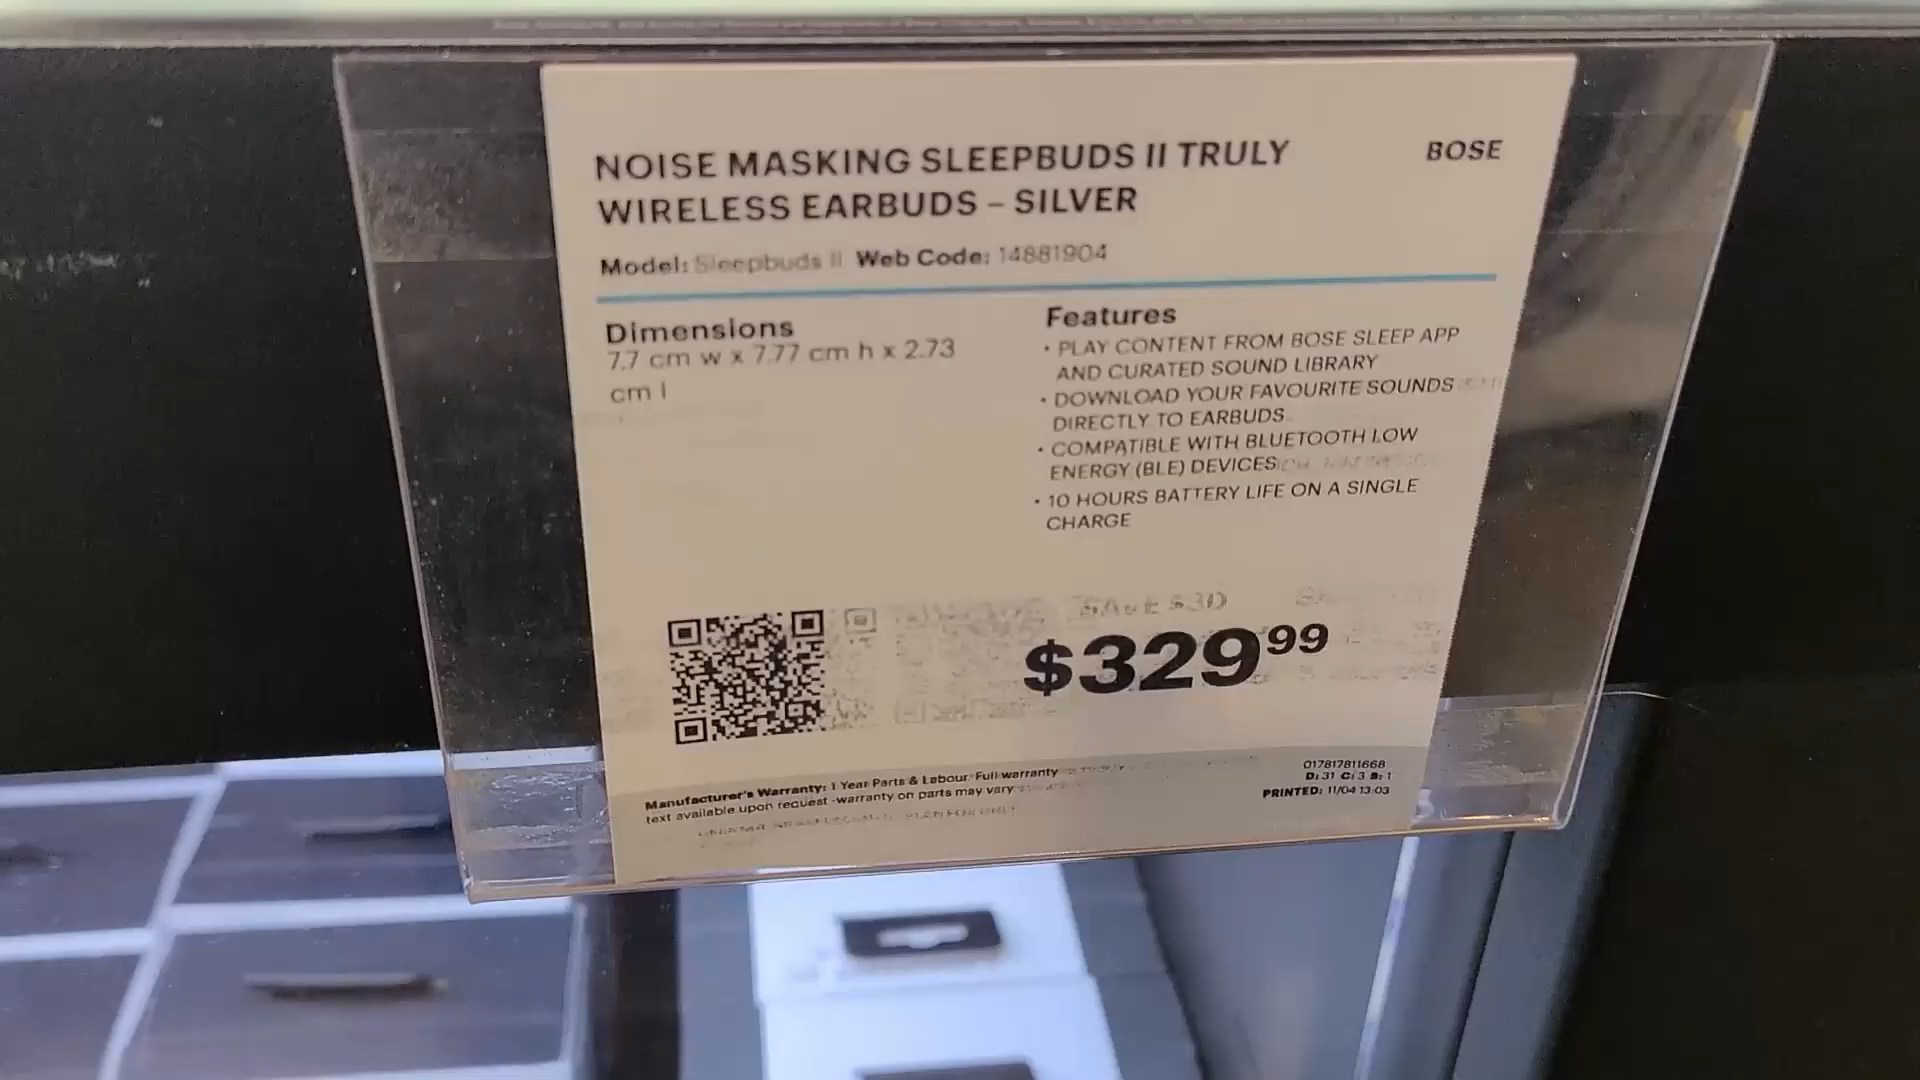 NOISE MASKING SLEEPBUDS II TRULY
WIRELESS EARBUDS – SILVER
BOSE
Model: Sleepbuds II Web Code: 14881904
Dimensions
7.7 cm w x 7.77 cm h x 2.73
cm l
Features
• PLAY CONTENT FROM BOSE SLEEP APP
AND CURATED SOUND LIBRARY
• DOWNLOAD YOUR FAVOURITE SOUNDS
DIRECTLY TO EARBUDS
• COMPATIBLE WITH BLUETOOTH LOW
ENERGY (BLE) DEVICES
• 10 HOURS BATTERY LIFE ON A SINGLE
CHARGE
SAVE $30
$329⁹⁹
Manufacturer's Warranty: 1 Year Parts & Labour. Full warranty
text available upon request -warranty on parts may vary
017817811668
D: 31 C: 3 B: 1
PRINTED: 11/04 13:03